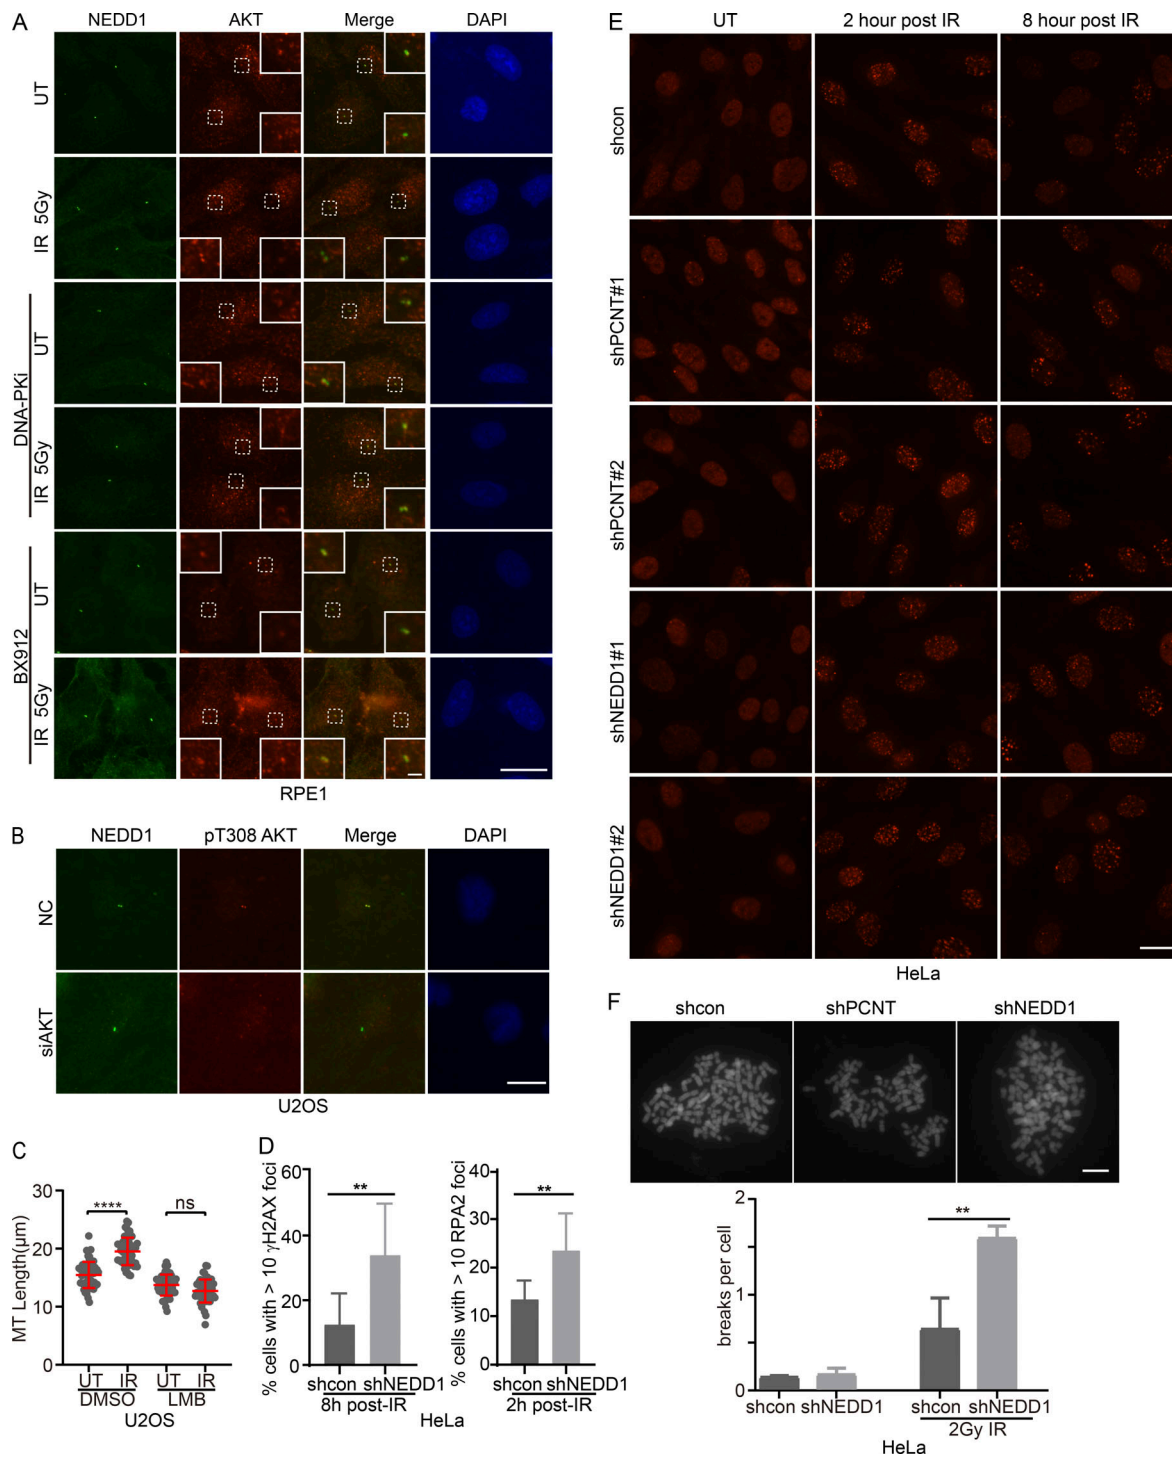 A
NEDD1 AKT Merge DAPI
UT
IR 5Gy
DNA-PKi
UT
IR 5Gy
BX912
UT
IR 5Gy
RPE1
B
NEDD1 pT308 AKT Merge DAPI
NC
siAKT
U2OS
C
MT Length(μm)
30
20
10
0
**** ns
UT IR UT IR
DMSO LMB
U2OS
D
% cells with > 10 γH2AX foci
60
40
20
0
**
shcon shNEDD1
8h post-IR
% cells with > 10 RPA2 foci
40
30
20
10
0
**
shcon shNEDD1
2h post-IR
HeLa
E
UT 2 hour post IR 8 hour post IR
shcon
shPCNT#1
shPCNT#2
shNEDD1#1
shNEDD1#2
HeLa
F
shcon shPCNT shNEDD1
breaks per cell
2
1
0
**
shcon shNEDD1 shcon shNEDD1
2Gy IR
HeLa